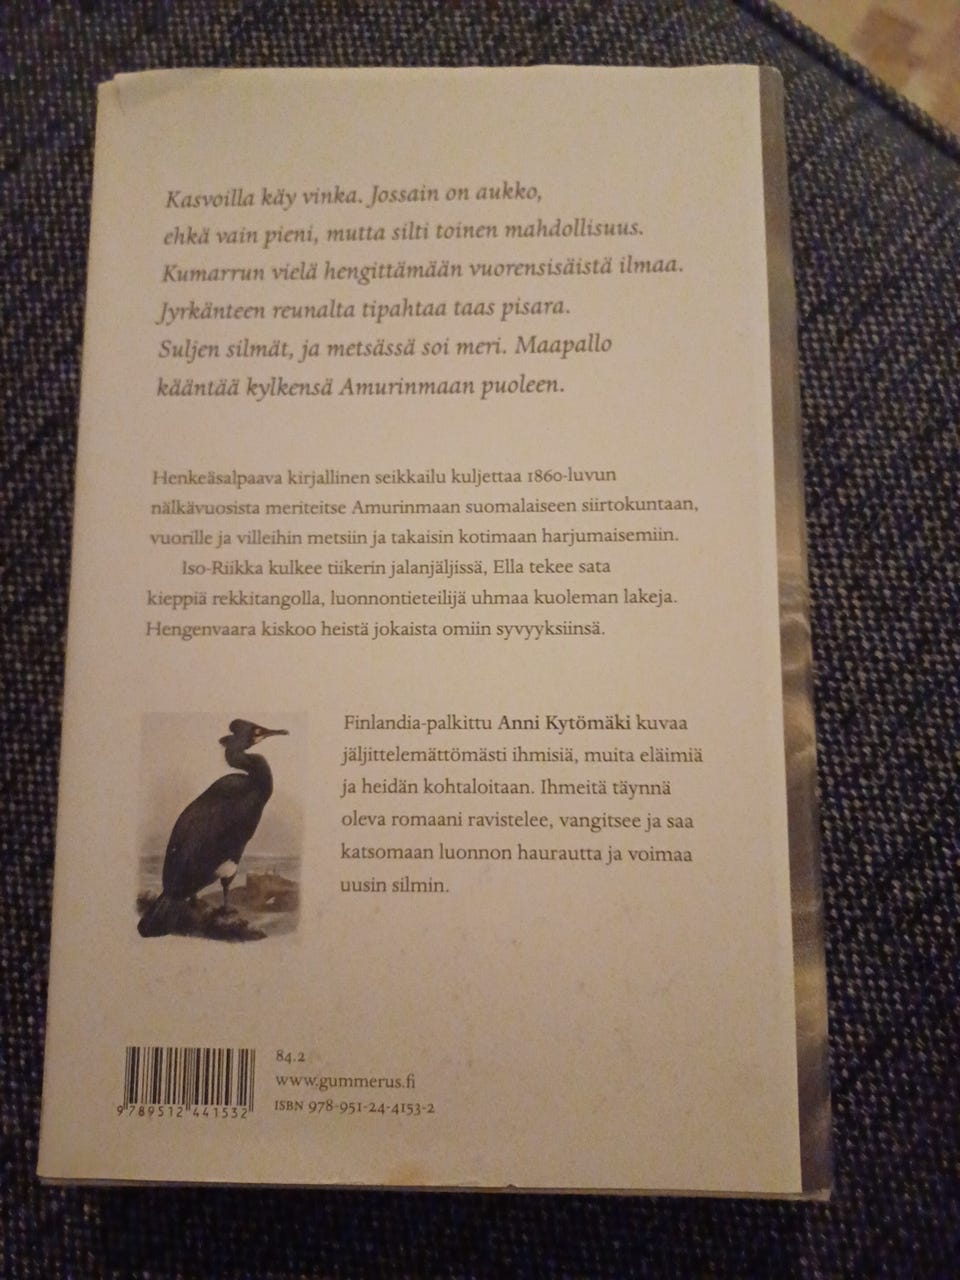 Kasvoilla käy vinka. Jossain on aukko,
ehkä vain pieni, mutta silti toinen mahdollisuus.
Kumarrun vielä hengittämään vuorensisäistä ilmaa.
Jyrkänteen reunalta tipahtaa taas pisara.
Suljen silmät, ja metsässä soi meri. Maapallo
kääntää kylkensä Amurinmaan puoleen.
Henkeäsalpaava kirjallinen seikkailu kuljettaa 1860-luvun
nälkävuosista meriteitse Amurinmaan suomalaiseen siirtokuntaan,
vuorille ja villeihin metsiin ja takaisin kotimaan harjumaisemiin.
Iso-Riikka kulkee tiikerin jalanjäljissä, Ella tekee sata
kieppiä rekkitangolla, luonnontieteilijä uhmaa kuoleman lakeja.
Hengenvaara kiskoo heistä jokaista omiin syvyyksiinsä.
Finlandia-palkittu Anni Kytömäki kuvaa
jäljittelemättömästi ihmisiä, muita eläimiä
ja heidän kohtaloitaan. Ihmeitä täynnä
oleva romaani ravistelee, vangitsee ja saa
katsomaan luonnon haurautta ja voimaa
uusin silmin.
84.2
www.gummerus.fi
ISBN 978-951-24-4153-2
9 789512 441532